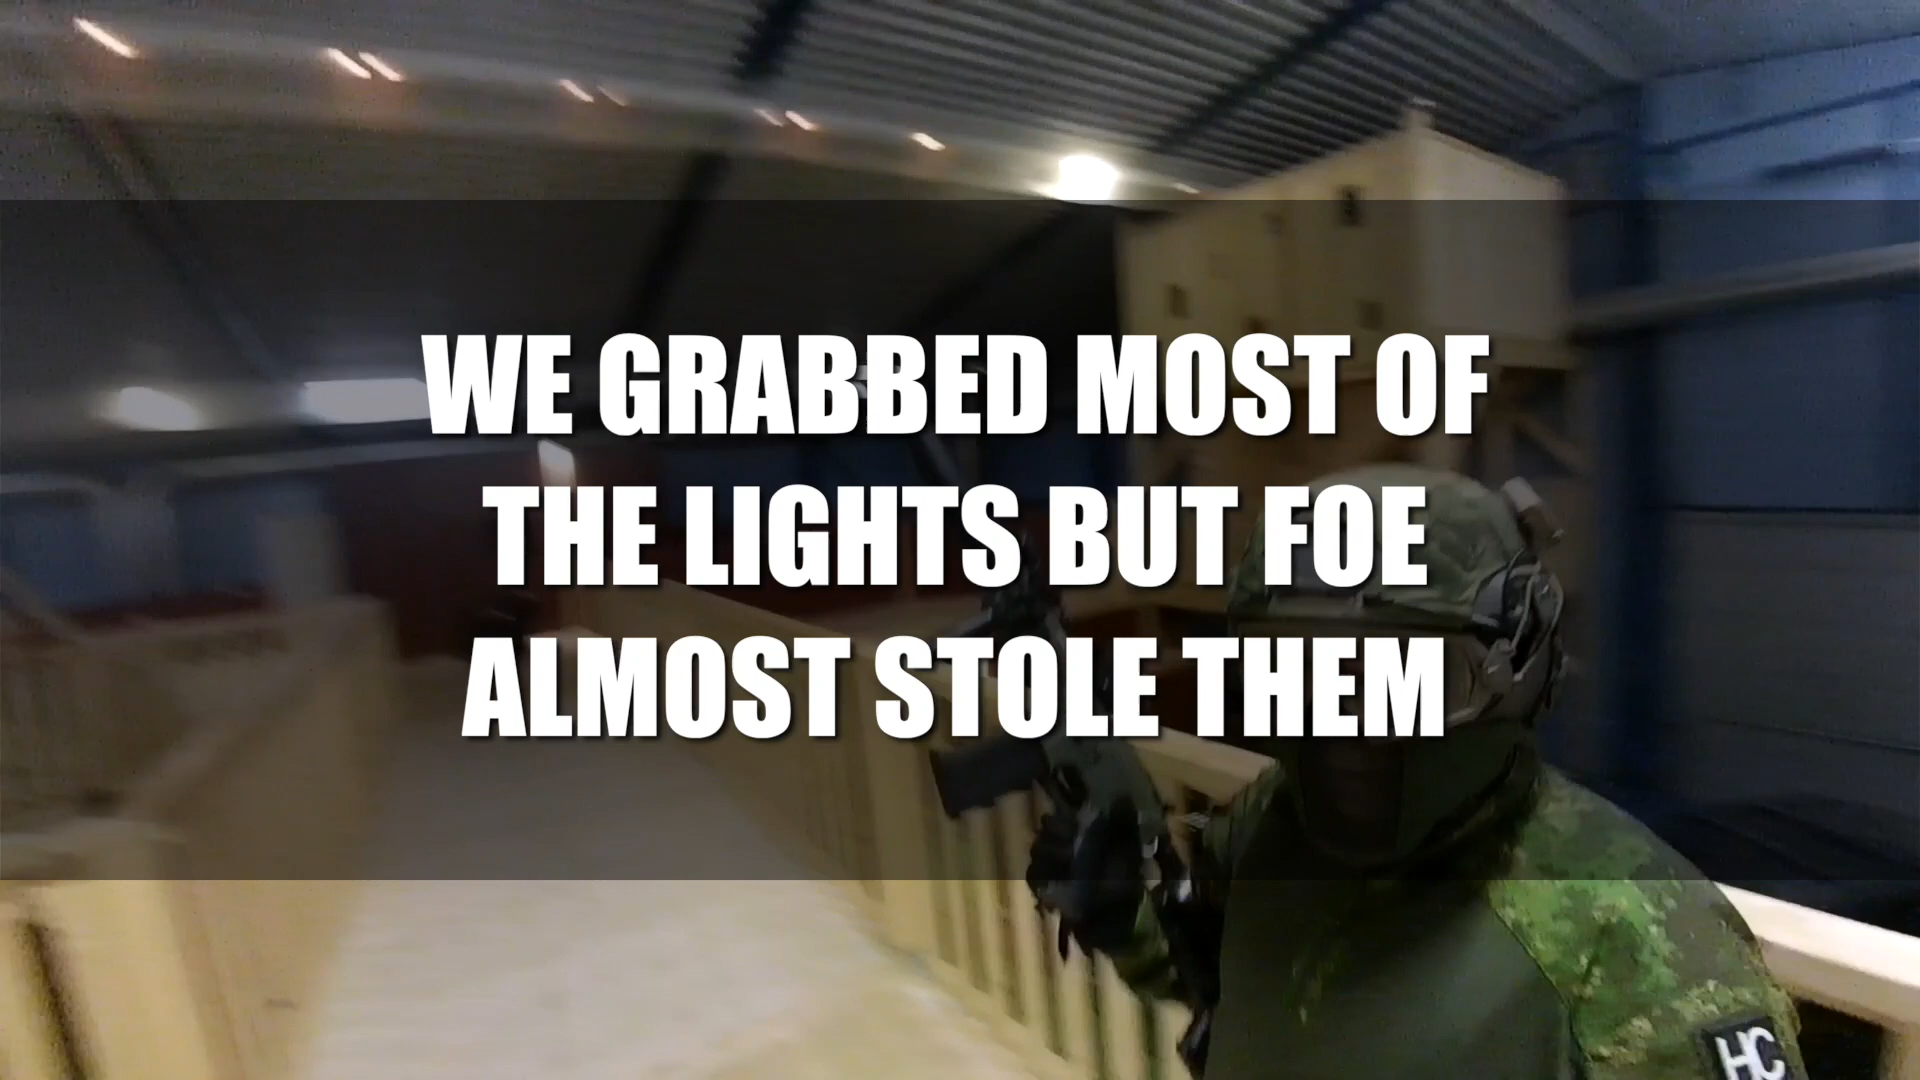 WE GRABBED MOST OF
THE LIGHTS BUT FOE
ALMOST STOLE THEM
HC